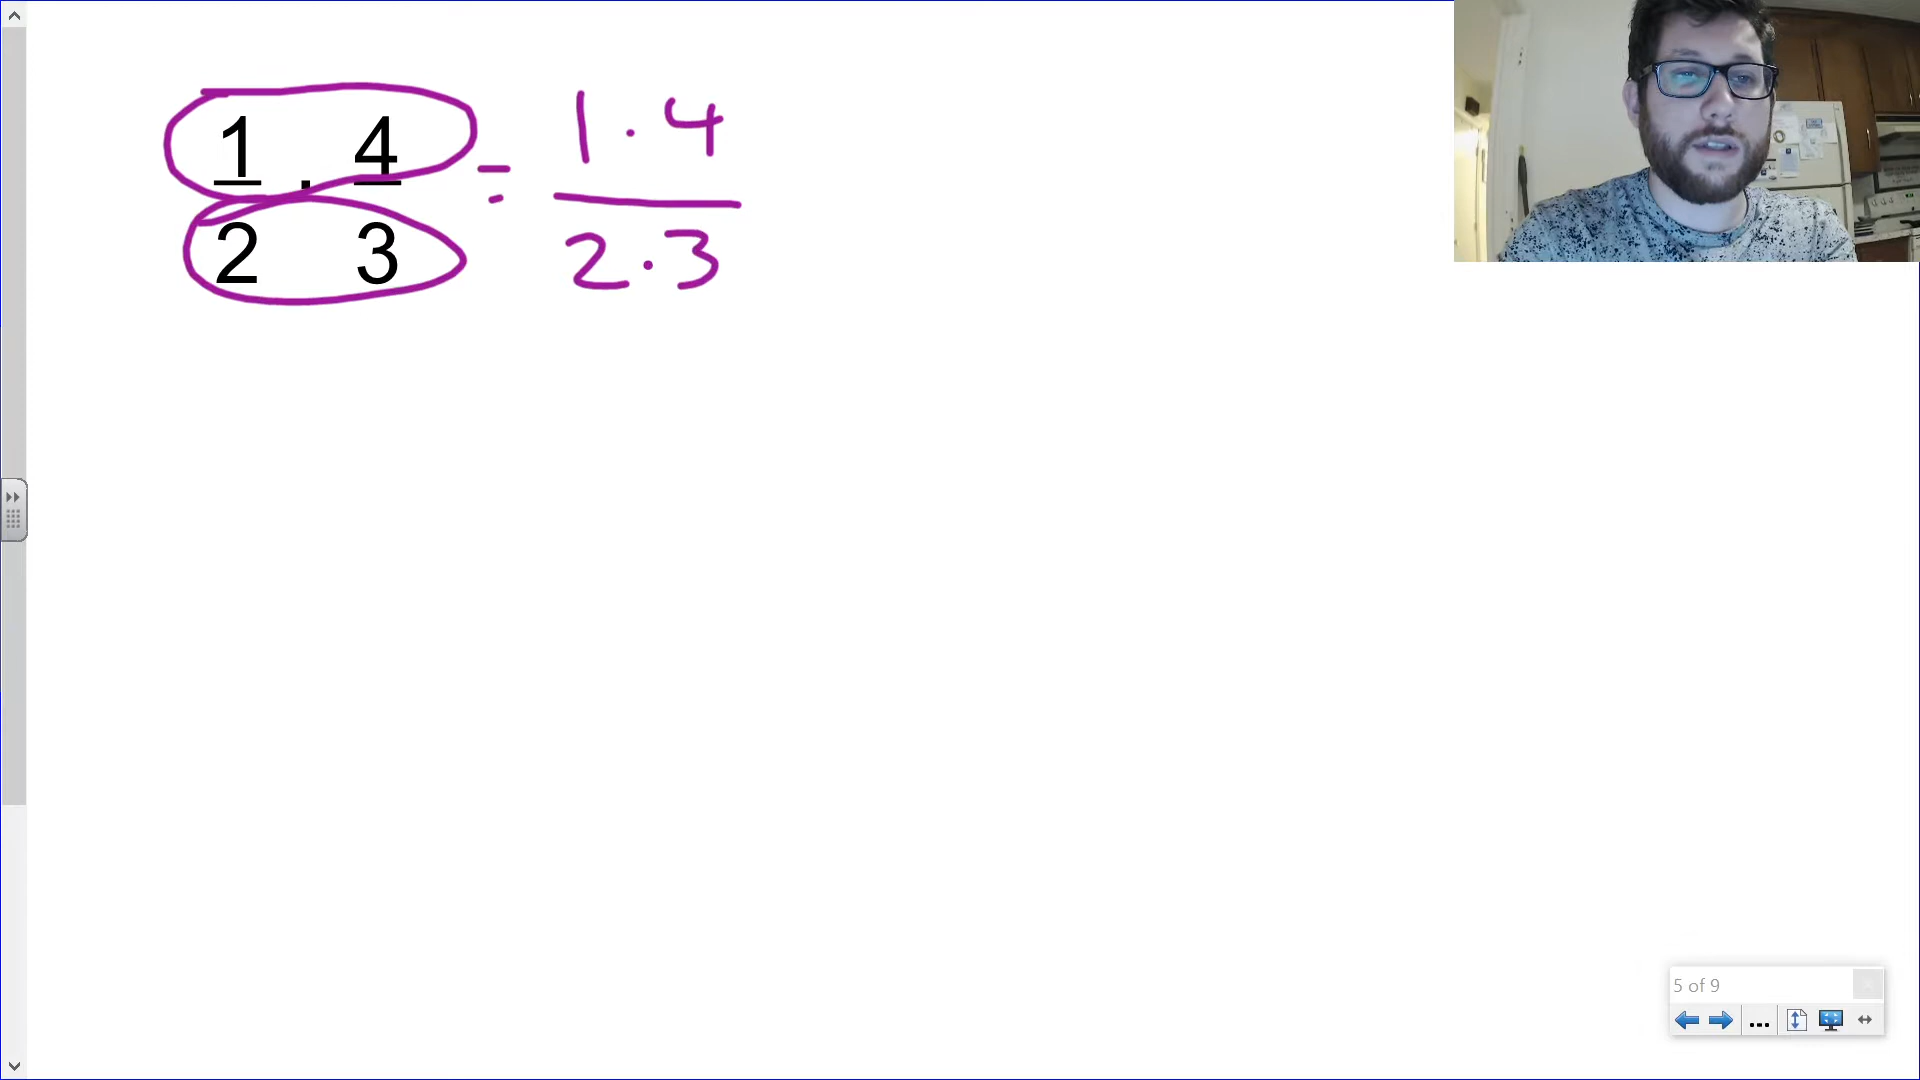 1 . 4 = 1 · 4
2 3 2 · 3
5 of 9
...